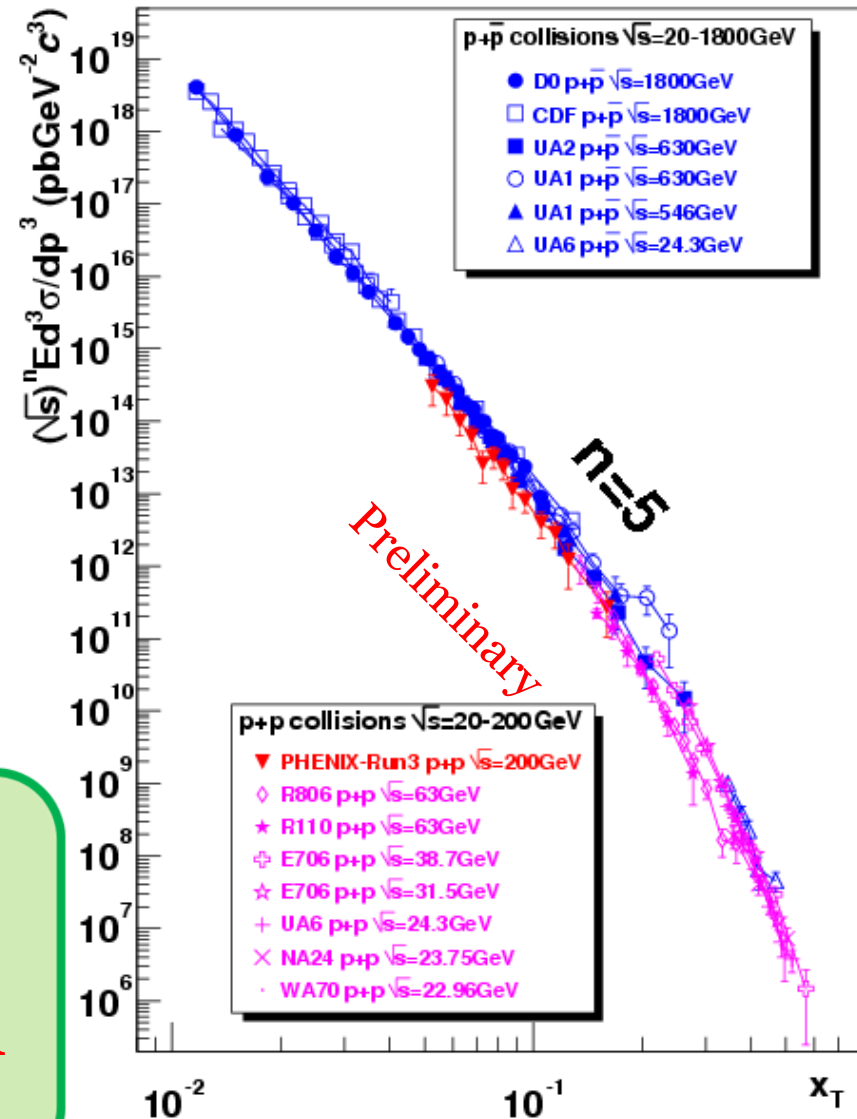 p+p̄ collisions √s=20-1800GeV
D0 p+p̄ √s=1800GeV
CDF p+p̄ √s=1800GeV
UA2 p+p̄ √s=630GeV
UA1 p+p̄ √s=630GeV
UA1 p+p̄ √s=546GeV
UA6 p+p̄ √s=24.3GeV
(√s)ⁿEd³σ/dp³ (pbGeV⁻²c³)
10¹⁹
10¹⁸
10¹⁷
10¹⁶
10¹⁵
10¹⁴
10¹³
10¹²
10¹¹
10¹⁰
10⁹
10⁸
10⁷
10⁶
n=5
Preliminary
p+p collisions √s=20-200GeV
PHENIX-Run3 p+p √s=200GeV
R806 p+p √s=63GeV
R110 p+p √s=63GeV
E706 p+p √s=38.7GeV
E706 p+p √s=31.5GeV
UA6 p+p √s=24.3GeV
NA24 p+p √s=23.75GeV
WA70 p+p √s=22.96GeV
10⁻²
10⁻¹
x_T